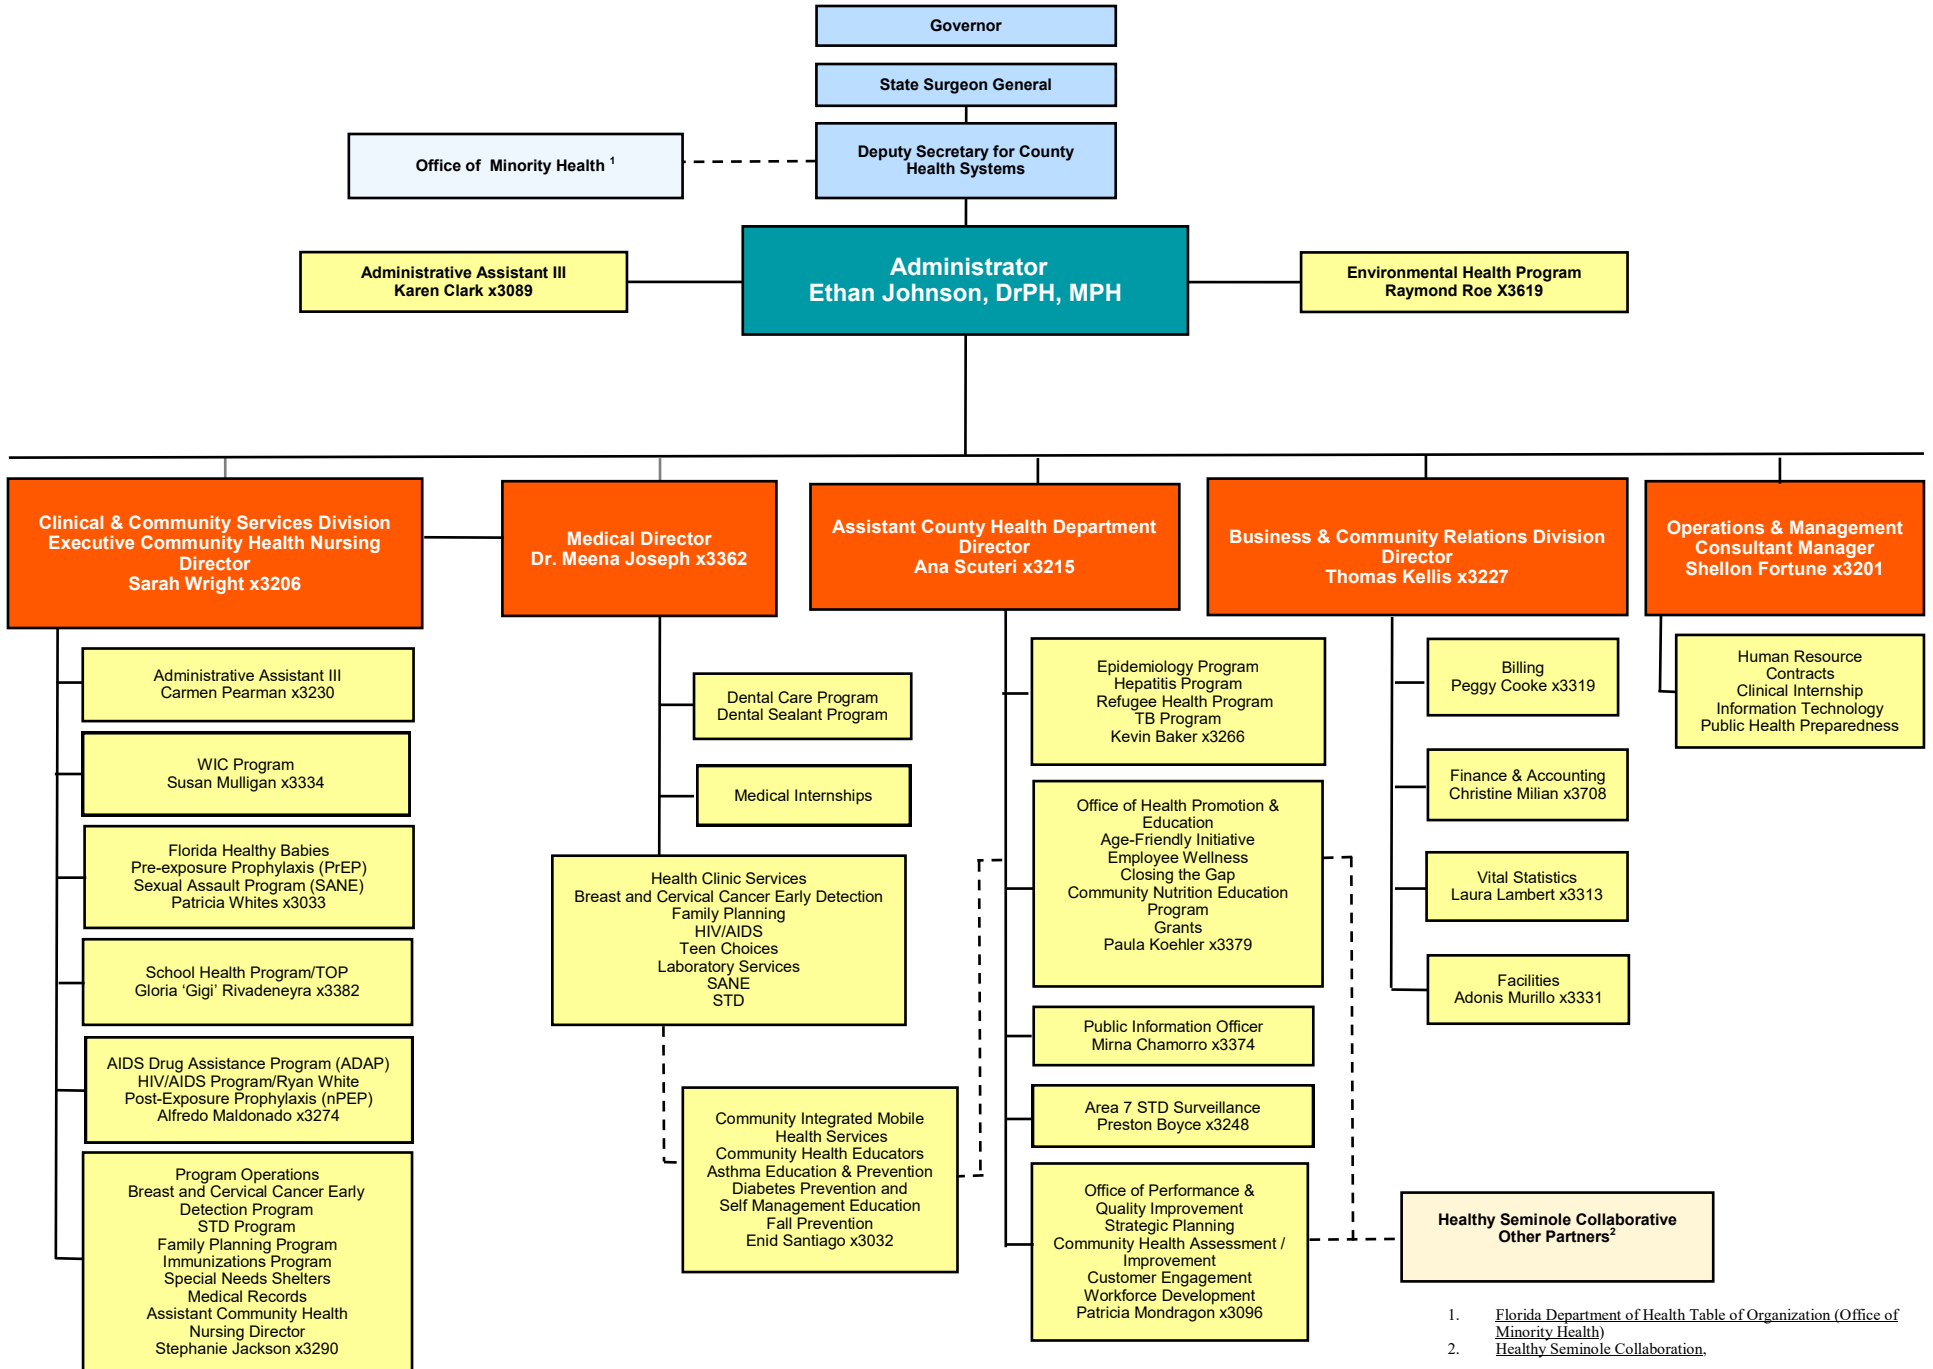 Governor
State Surgeon General
Office of Minority Health 1
Deputy Secretary for County
Health Systems
Administrative Assistant III
Karen Clark x3089
Administrator
Ethan Johnson, DrPH, MPH
Environmental Health Program
Raymond Roe X3619
Clinical & Community Services Division
Executive Community Health Nursing
Director
Sarah Wright x3206
Medical Director
Dr. Meena Joseph x3362
Assistant County Health Department
Director
Ana Scuteri x3215
Business & Community Relations Division
Director
Thomas Kellis x3227
Operations & Management
Consultant Manager
Shellon Fortune x3201
Administrative Assistant III
Carmen Pearman x3230
WIC Program
Susan Mulligan x3334
Florida Healthy Babies
Pre-exposure Prophylaxis (PrEP)
Sexual Assault Program (SANE)
Patricia Whites x3033
School Health Program/TOP
Gloria ‘Gigi’ Rivadeneyra x3382
AIDS Drug Assistance Program (ADAP)
HIV/AIDS Program/Ryan White
Post-Exposure Prophylaxis (nPEP)
Alfredo Maldonado x3274
Program Operations
Breast and Cervical Cancer Early
Detection Program
STD Program
Family Planning Program
Immunizations Program
Special Needs Shelters
Medical Records
Assistant Community Health
Nursing Director
Stephanie Jackson x3290
Dental Care Program
Dental Sealant Program
Medical Internships
Health Clinic Services
Breast and Cervical Cancer Early Detection
Family Planning
HIV/AIDS
Teen Choices
Laboratory Services
SANE
STD
Community Integrated Mobile
Health Services
Community Health Educators
Asthma Education & Prevention
Diabetes Prevention and
Self Management Education
Fall Prevention
Enid Santiago x3032
Epidemiology Program
Hepatitis Program
Refugee Health Program
TB Program
Kevin Baker x3266
Office of Health Promotion &
Education
Age-Friendly Initiative
Employee Wellness
Closing the Gap
Community Nutrition Education
Program
Grants
Paula Koehler x3379
Public Information Officer
Mirna Chamorro x3374
Area 7 STD Surveillance
Preston Boyce x3248
Office of Performance &
Quality Improvement
Strategic Planning
Community Health Assessment /
Improvement
Customer Engagement
Workforce Development
Patricia Mondragon x3096
Billing
Peggy Cooke x3319
Finance & Accounting
Christine Milian x3708
Vital Statistics
Laura Lambert x3313
Facilities
Adonis Murillo x3331
Human Resource
Contracts
Clinical Internship
Information Technology
Public Health Preparedness
Healthy Seminole Collaborative
Other Partners2
1. Florida Department of Health Table of Organization (Office of
Minority Health)
2. Healthy Seminole Collaboration,